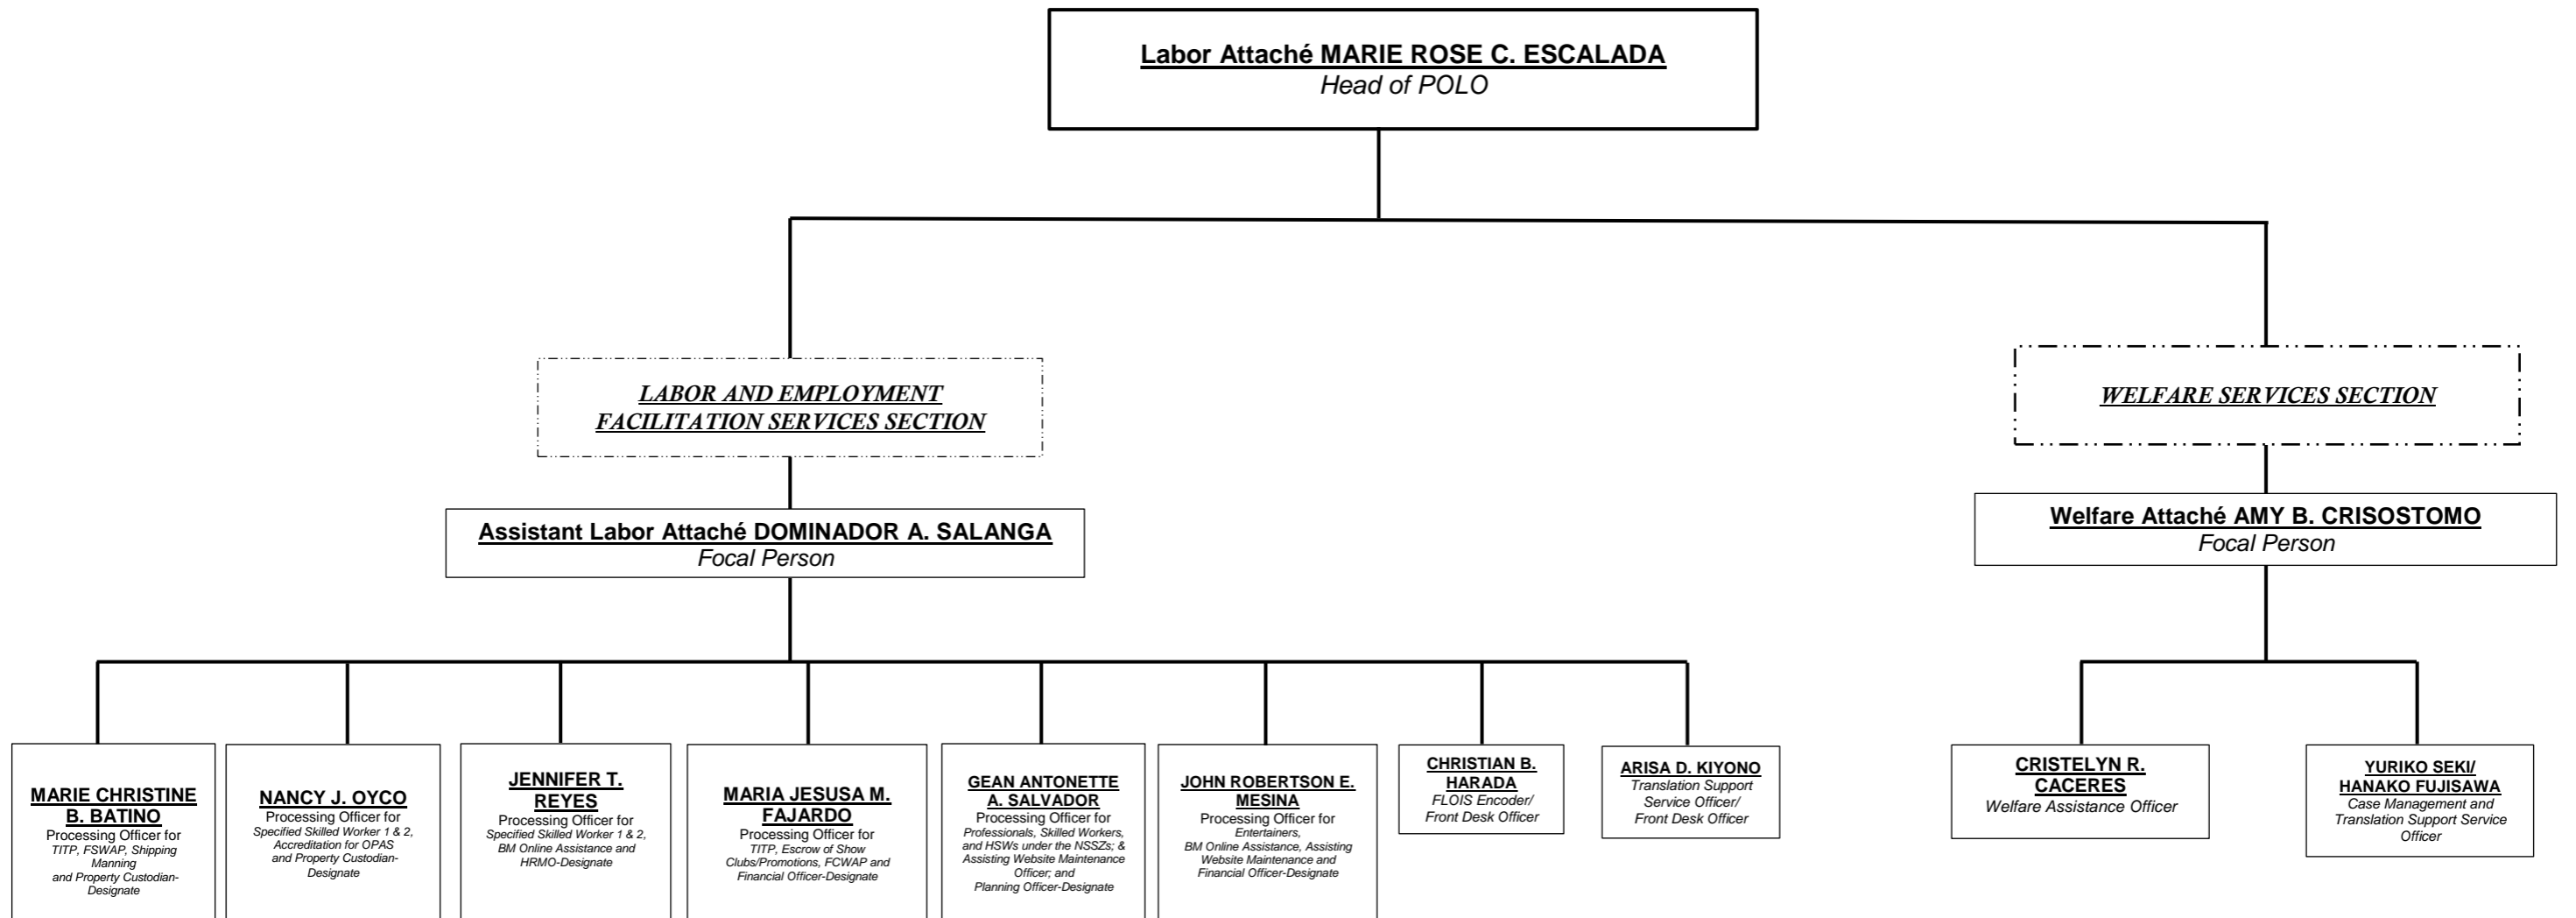 Labor Attaché MARIE ROSE C. ESCALADA
Head of POLO
LABOR AND EMPLOYMENT
FACILITATION SERVICES SECTION
WELFARE SERVICES SECTION
Assistant Labor Attaché DOMINADOR A. SALANGA
Focal Person
Welfare Attaché AMY B. CRISOSTOMO
Focal Person
MARIE CHRISTINE
B. BATINO
Processing Officer for
TITP, FSWAP, Shipping
Manning
and Property Custodian-
Designate
NANCY J. OYCO
Processing Officer for
Specified Skilled Worker 1 & 2,
Accreditation for OPAS
and Property Custodian-
Designate
JENNIFER T.
REYES
Processing Officer for
Specified Skilled Worker 1 & 2,
BM Online Assistance and
HRMO-Designate
MARIA JESUSA M.
FAJARDO
Processing Officer for
TITP, Escrow of Show
Clubs/Promotions, FCWAP and
Financial Officer-Designate
GEAN ANTONETTE
A. SALVADOR
Processing Officer for
Professionals, Skilled Workers,
and HSWs under the NSSZs; &
Assisting Website Maintenance
Officer; and
Planning Officer-Designate
JOHN ROBERTSON E.
MESINA
Processing Officer for
Entertainers,
BM Online Assistance, Assisting
Website Maintenance and
Financial Officer-Designate
CHRISTIAN B.
HARADA
FLOIS Encoder/
Front Desk Officer
ARISA D. KIYONO
Translation Support
Service Officer/
Front Desk Officer
CRISTELYN R.
CACERES
Welfare Assistance Officer
YURIKO SEKI/
HANAKO FUJISAWA
Case Management and
Translation Support Service
Officer